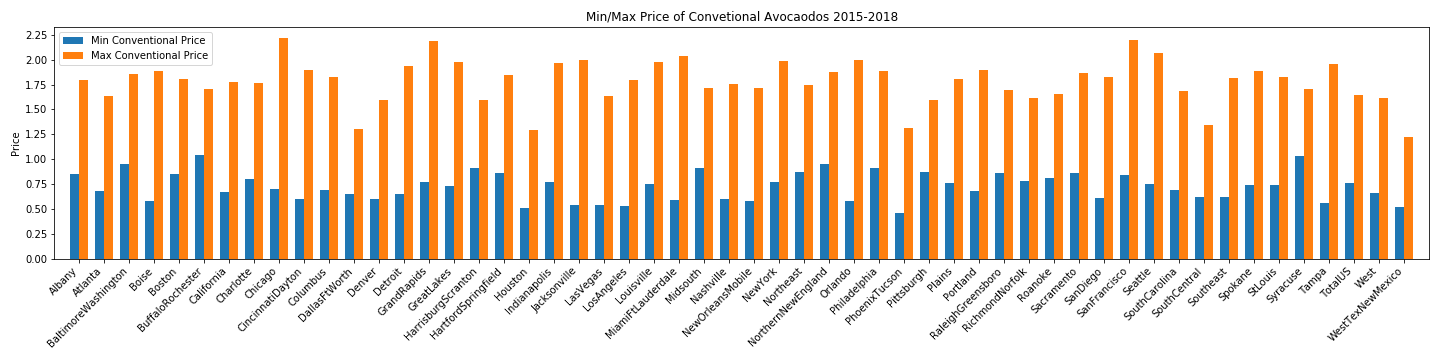 Min/Max Price of Convetional Avocaodos 2015-2018
Min Conventional Price
Max Conventional Price
Price
2.25
2.00
1.75
1.50
1.25
1.00
0.75
0.50
0.25
0.00
Albany
Atlanta
BaltimoreWashington
Boise
Boston
BuffaloRochester
California
Charlotte
Chicago
CincinnatiDayton
Columbus
DallasFtWorth
Denver
Detroit
GrandRapids
GreatLakes
HarrisburgScranton
HartfordSpringfield
Houston
Indianapolis
Jacksonville
LasVegas
LosAngeles
Louisville
MiamiFtLauderdale
Midsouth
Nashville
NewOrleansMobile
NewYork
Northeast
NorthernNewEngland
Orlando
Philadelphia
PhoenixTucson
Pittsburgh
Plains
Portland
RaleighGreensboro
RichmondNorfolk
Roanoke
Sacramento
SanDiego
SanFrancisco
Seattle
SouthCarolina
SouthCentral
Southeast
Spokane
StLouis
Syracuse
Tampa
TotalUS
West
WestTexNewMexico